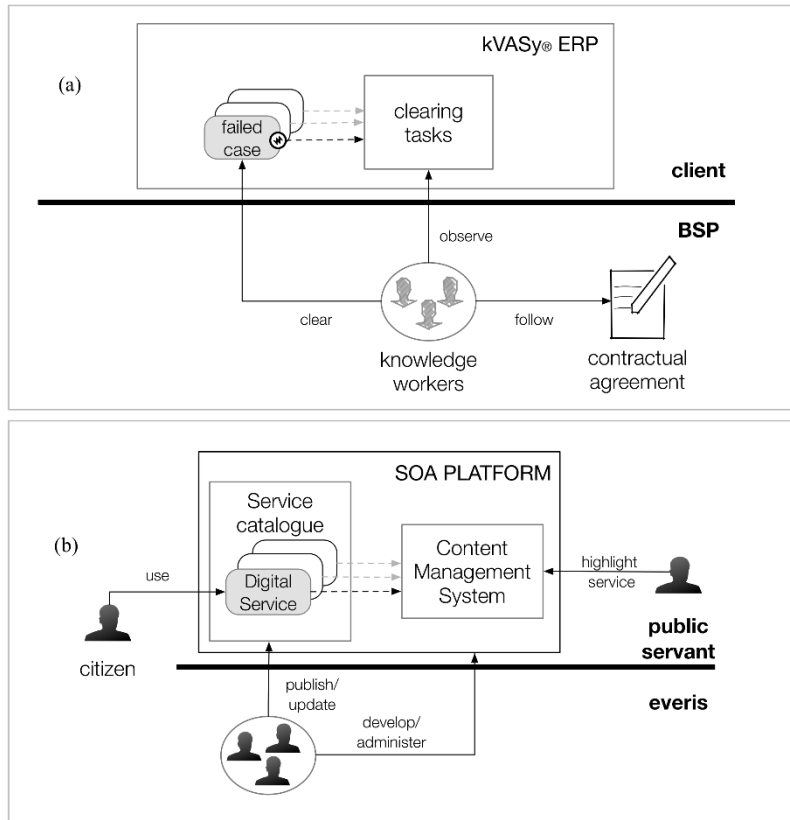 (a)
kVASy® ERP
failed
case
clearing
tasks
client
BSP
observe
clear
follow
knowledge
workers
contractual
agreement
(b)
SOA PLATFORM
Service
catalogue
Digital
Service
Content
Management
System
use
highlight
service
citizen
public
servant
everis
publish/
update
develop/
administer